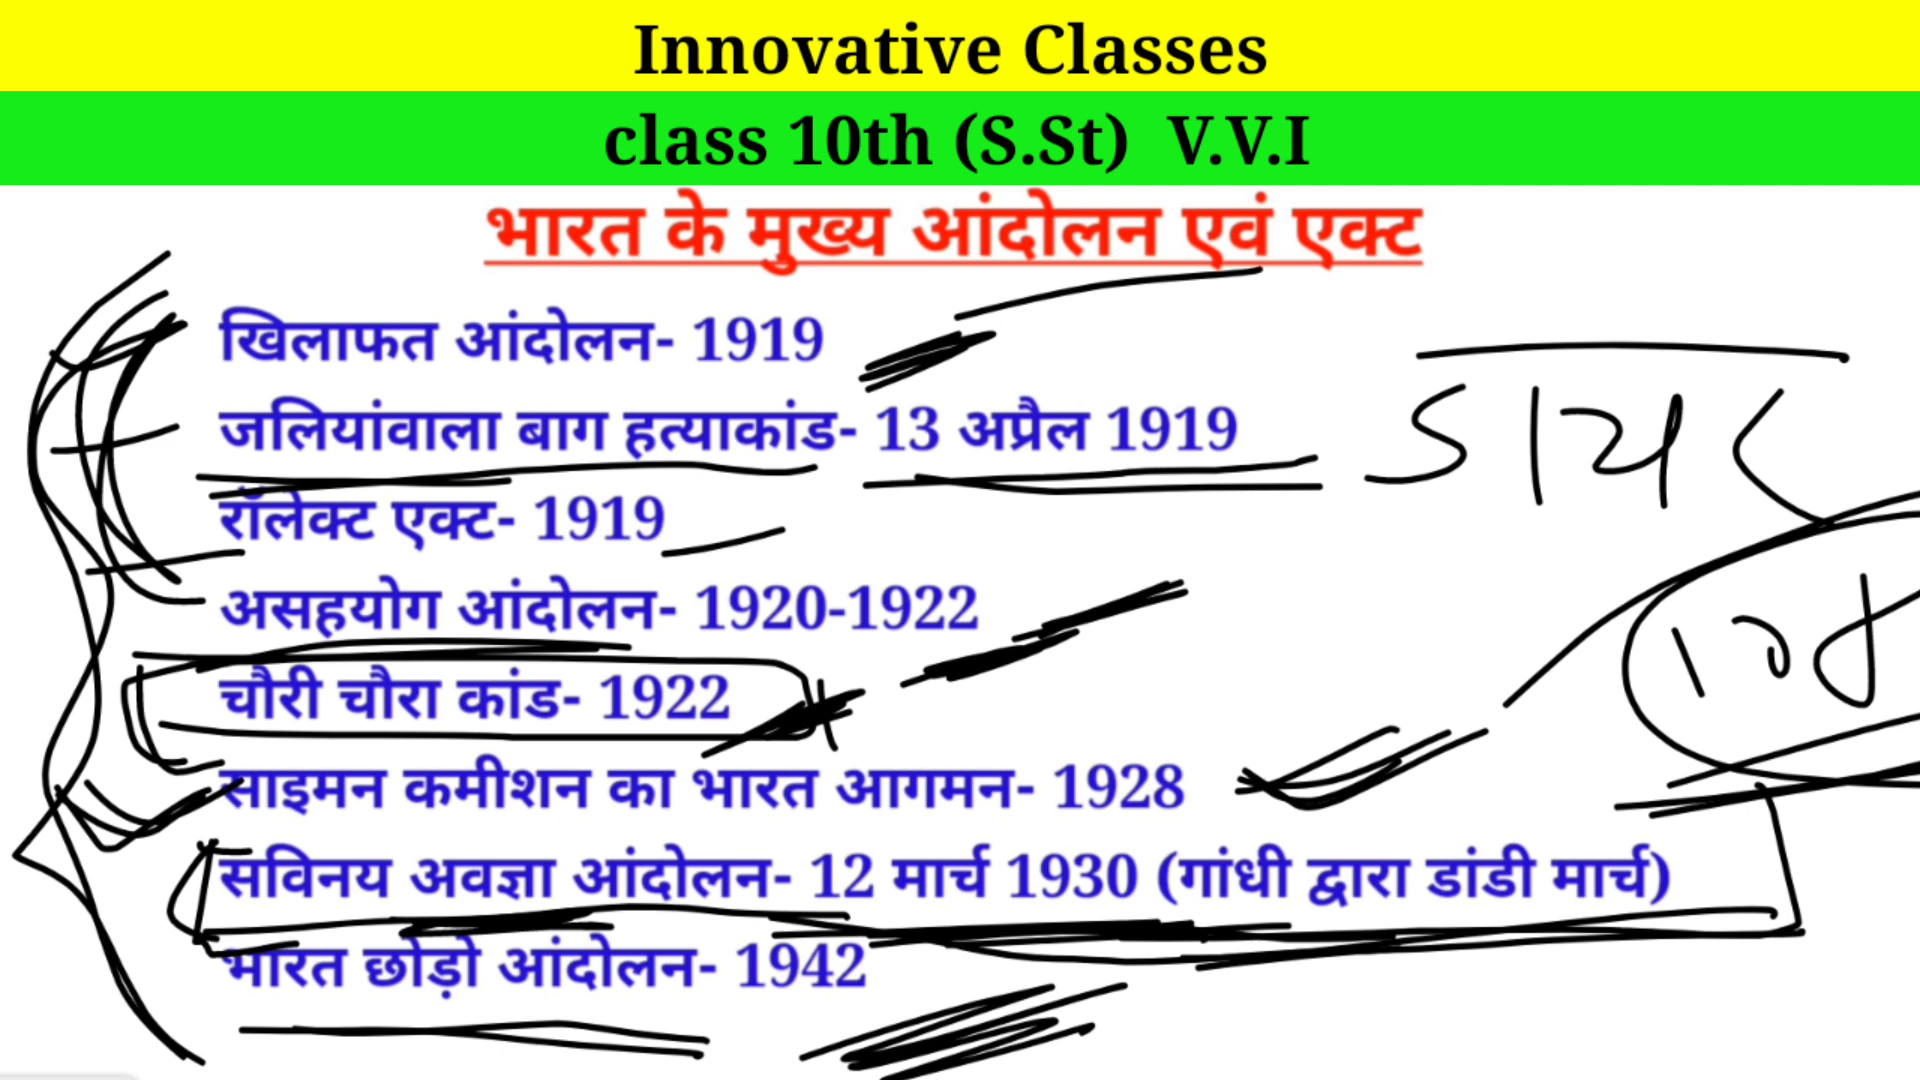 Innovative Classes
class 10th (S.St) V.V.I
भारत के मुख्य आंदोलन एवं एक्ट
खिलाफत आंदोलन- 1919
जलियांवाला बाग हत्याकांड- 13 अप्रैल 1919
रॉलेक्ट एक्ट- 1919
असहयोग आंदोलन- 1920-1922
चौरी चौरा कांड- 1922
साइमन कमीशन का भारत आगमन- 1928
सविनय अवज्ञा आंदोलन- 12 मार्च 1930 (गांधी द्वारा डांडी मार्च)
भारत छोड़ो आंदोलन- 1942